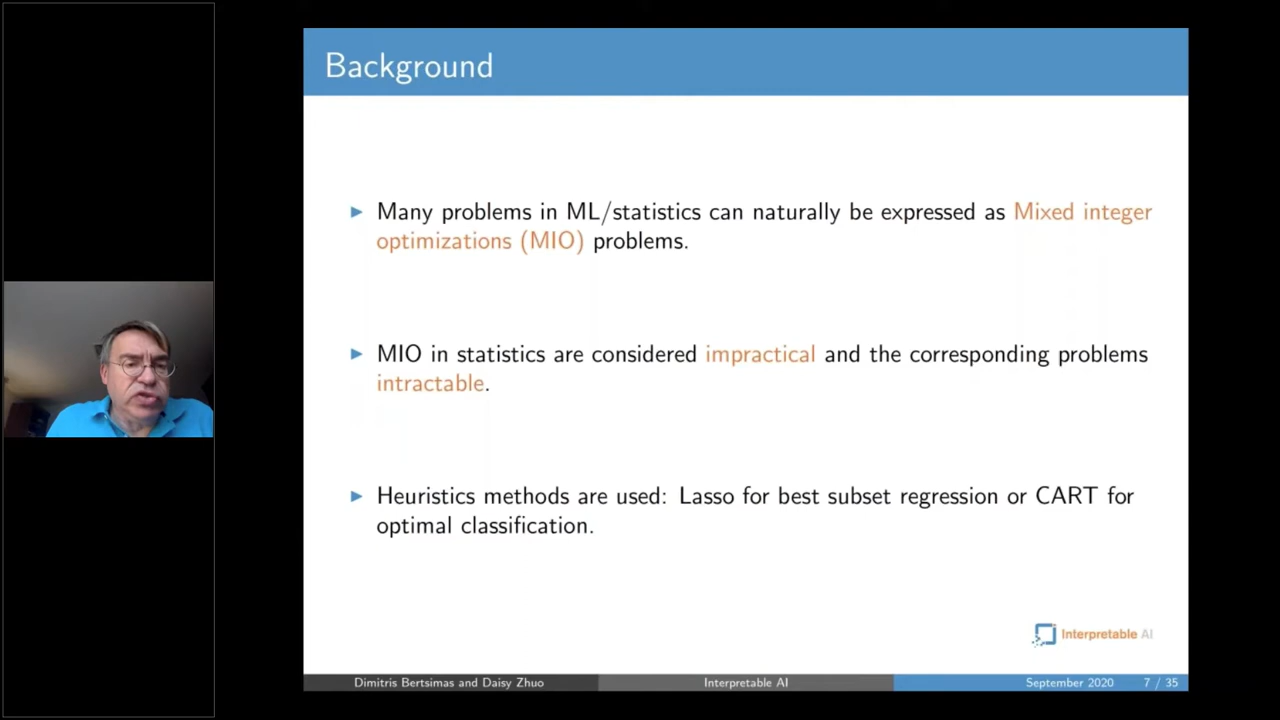 Background
▶ Many problems in ML/statistics can naturally be expressed as Mixed integer
optimizations (MIO) problems.
▶ MIO in statistics are considered impractical and the corresponding problems
intractable.
▶ Heuristics methods are used: Lasso for best subset regression or CART for
optimal classification.
Interpretable AI
Dimitris Bertsimas and Daisy Zhuo Interpretable AI September 2020 7 / 35